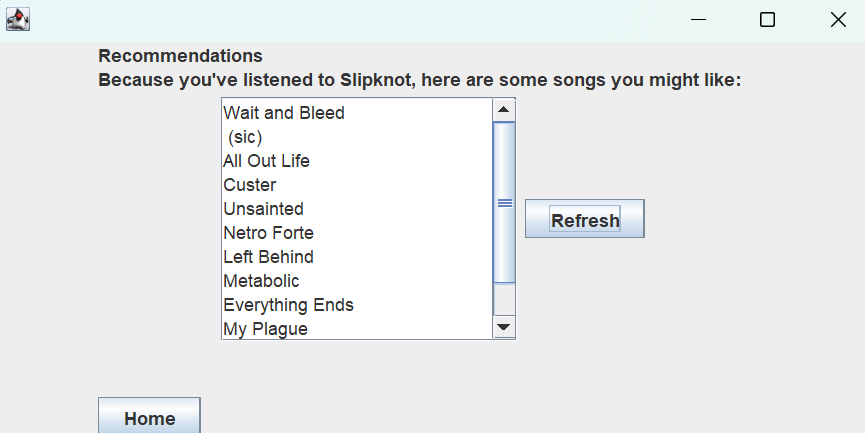 Recommendations
Because you've listened to Slipknot, here are some songs you might like:
Wait and Bleed
(sic)
All Out Life
Custer
Unsainted
Netro Forte
Left Behind
Metabolic
Everything Ends
My Plague
Refresh
Home